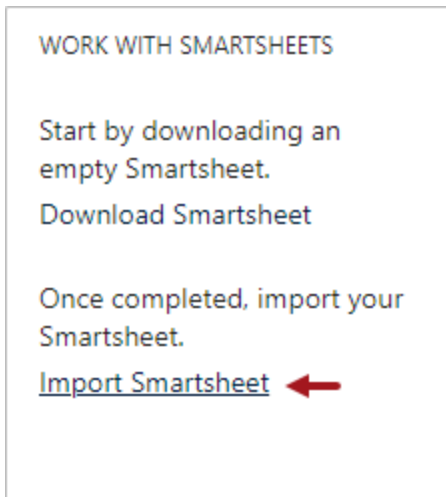 WORK WITH SMARTSHEETS
Start by downloading an
empty Smartsheet.
Download Smartsheet
Once completed, import your
Smartsheet.
Import Smartsheet